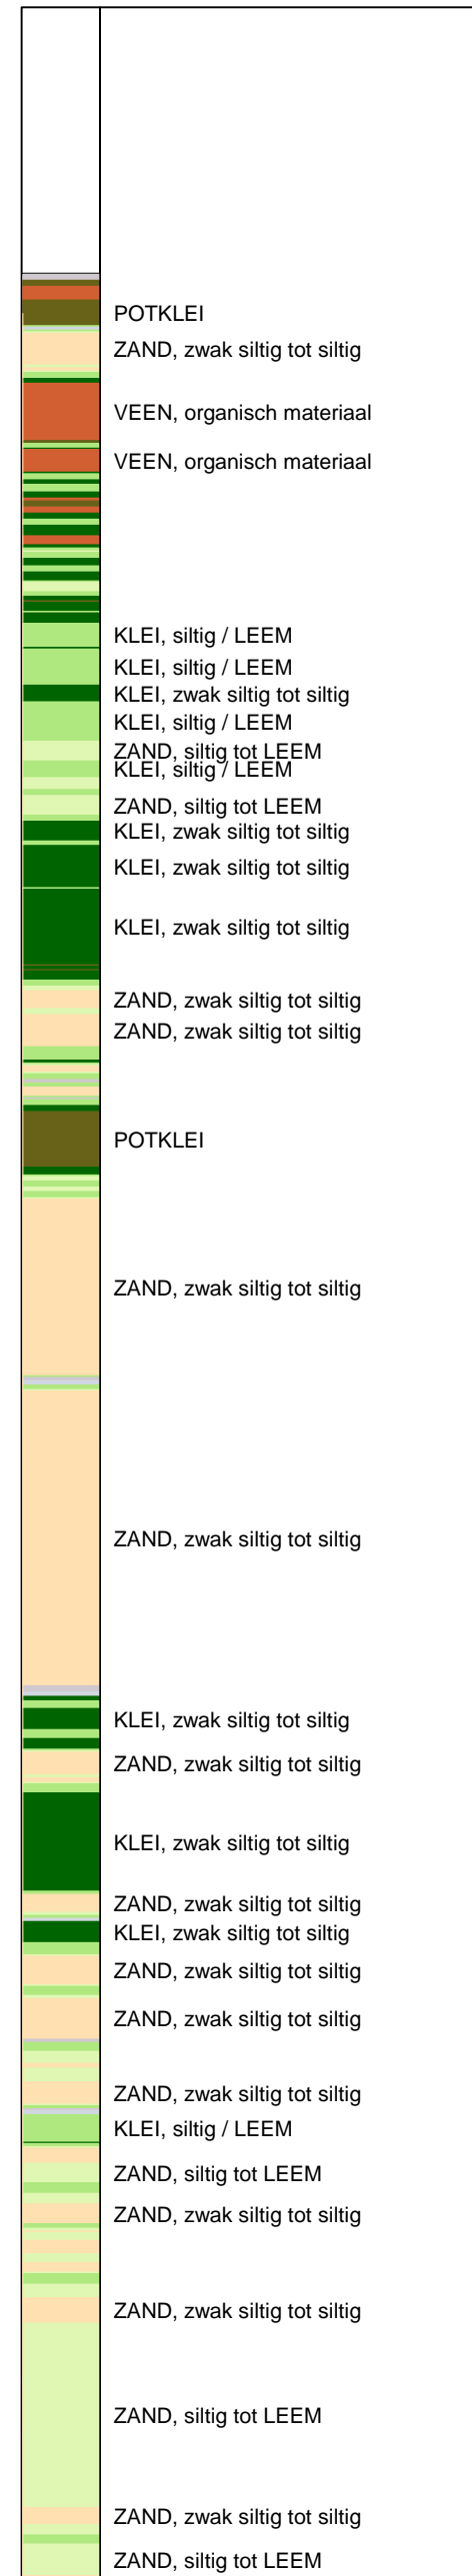 POTKLEI
ZAND, zwak siltig tot siltig
VEEN, organisch materiaal
VEEN, organisch materiaal
KLEI, siltig / LEEM
KLEI, siltig / LEEM
KLEI, zwak siltig tot siltig
KLEI, siltig / LEEM
ZAND, siltig tot LEEM
KLEI, siltig / LEEM
ZAND, siltig tot LEEM
KLEI, zwak siltig tot siltig
KLEI, zwak siltig tot siltig
KLEI, zwak siltig tot siltig
ZAND, zwak siltig tot siltig
ZAND, zwak siltig tot siltig
POTKLEI
ZAND, zwak siltig tot siltig
ZAND, zwak siltig tot siltig
KLEI, zwak siltig tot siltig
ZAND, zwak siltig tot siltig
KLEI, zwak siltig tot siltig
ZAND, zwak siltig tot siltig
KLEI, zwak siltig tot siltig
ZAND, zwak siltig tot siltig
ZAND, zwak siltig tot siltig
ZAND, zwak siltig tot siltig
KLEI, siltig / LEEM
ZAND, siltig tot LEEM
ZAND, zwak siltig tot siltig
ZAND, zwak siltig tot siltig
ZAND, siltig tot LEEM
ZAND, zwak siltig tot siltig
ZAND, siltig tot LEEM